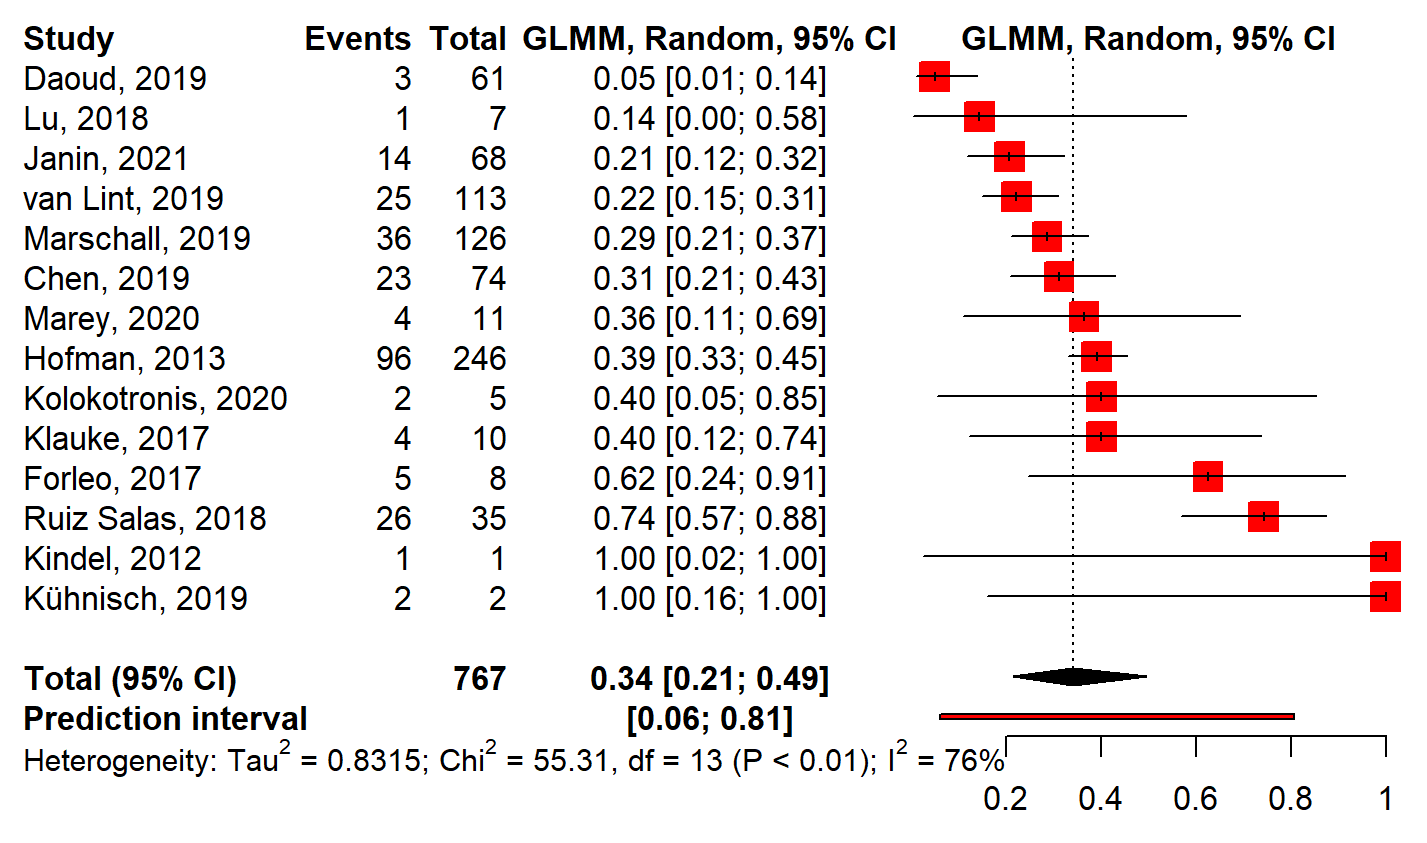 Study Events Total GLMM, Random, 95% CI GLMM, Random, 95% CI
Daoud, 2019 3 61 0.05 [0.01; 0.14]
Lu, 2018 1 7 0.14 [0.00; 0.58]
Janin, 2021 14 68 0.21 [0.12; 0.32]
van Lint, 2019 25 113 0.22 [0.15; 0.31]
Marschall, 2019 36 126 0.29 [0.21; 0.37]
Chen, 2019 23 74 0.31 [0.21; 0.43]
Marey, 2020 4 11 0.36 [0.11; 0.69]
Hofman, 2013 96 246 0.39 [0.33; 0.45]
Kolokotronis, 2020 2 5 0.40 [0.05; 0.85]
Klauke, 2017 4 10 0.40 [0.12; 0.74]
Forleo, 2017 5 8 0.62 [0.24; 0.91]
Ruiz Salas, 2018 26 35 0.74 [0.57; 0.88]
Kindel, 2012 1 1 1.00 [0.02; 1.00]
Kühnisch, 2019 2 2 1.00 [0.16; 1.00]
Total (95% CI) 767 0.34 [0.21; 0.49]
Prediction interval [0.06; 0.81]
Heterogeneity: Tau² = 0.8315; Chi² = 55.31, df = 13 (P < 0.01); I² = 76%
0.2 0.4 0.6 0.8 1